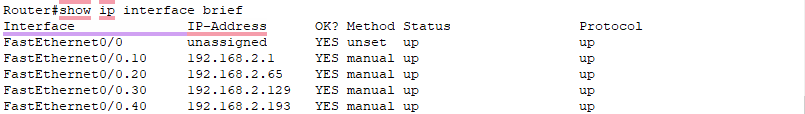 Router#show ip interface brief
Interface IP-Address OK? Method Status Protocol
FastEthernet0/0 unassigned YES unset up up
FastEthernet0/0.10 192.168.2.1 YES manual up up
FastEthernet0/0.20 192.168.2.65 YES manual up up
FastEthernet0/0.30 192.168.2.129 YES manual up up
FastEthernet0/0.40 192.168.2.193 YES manual up up